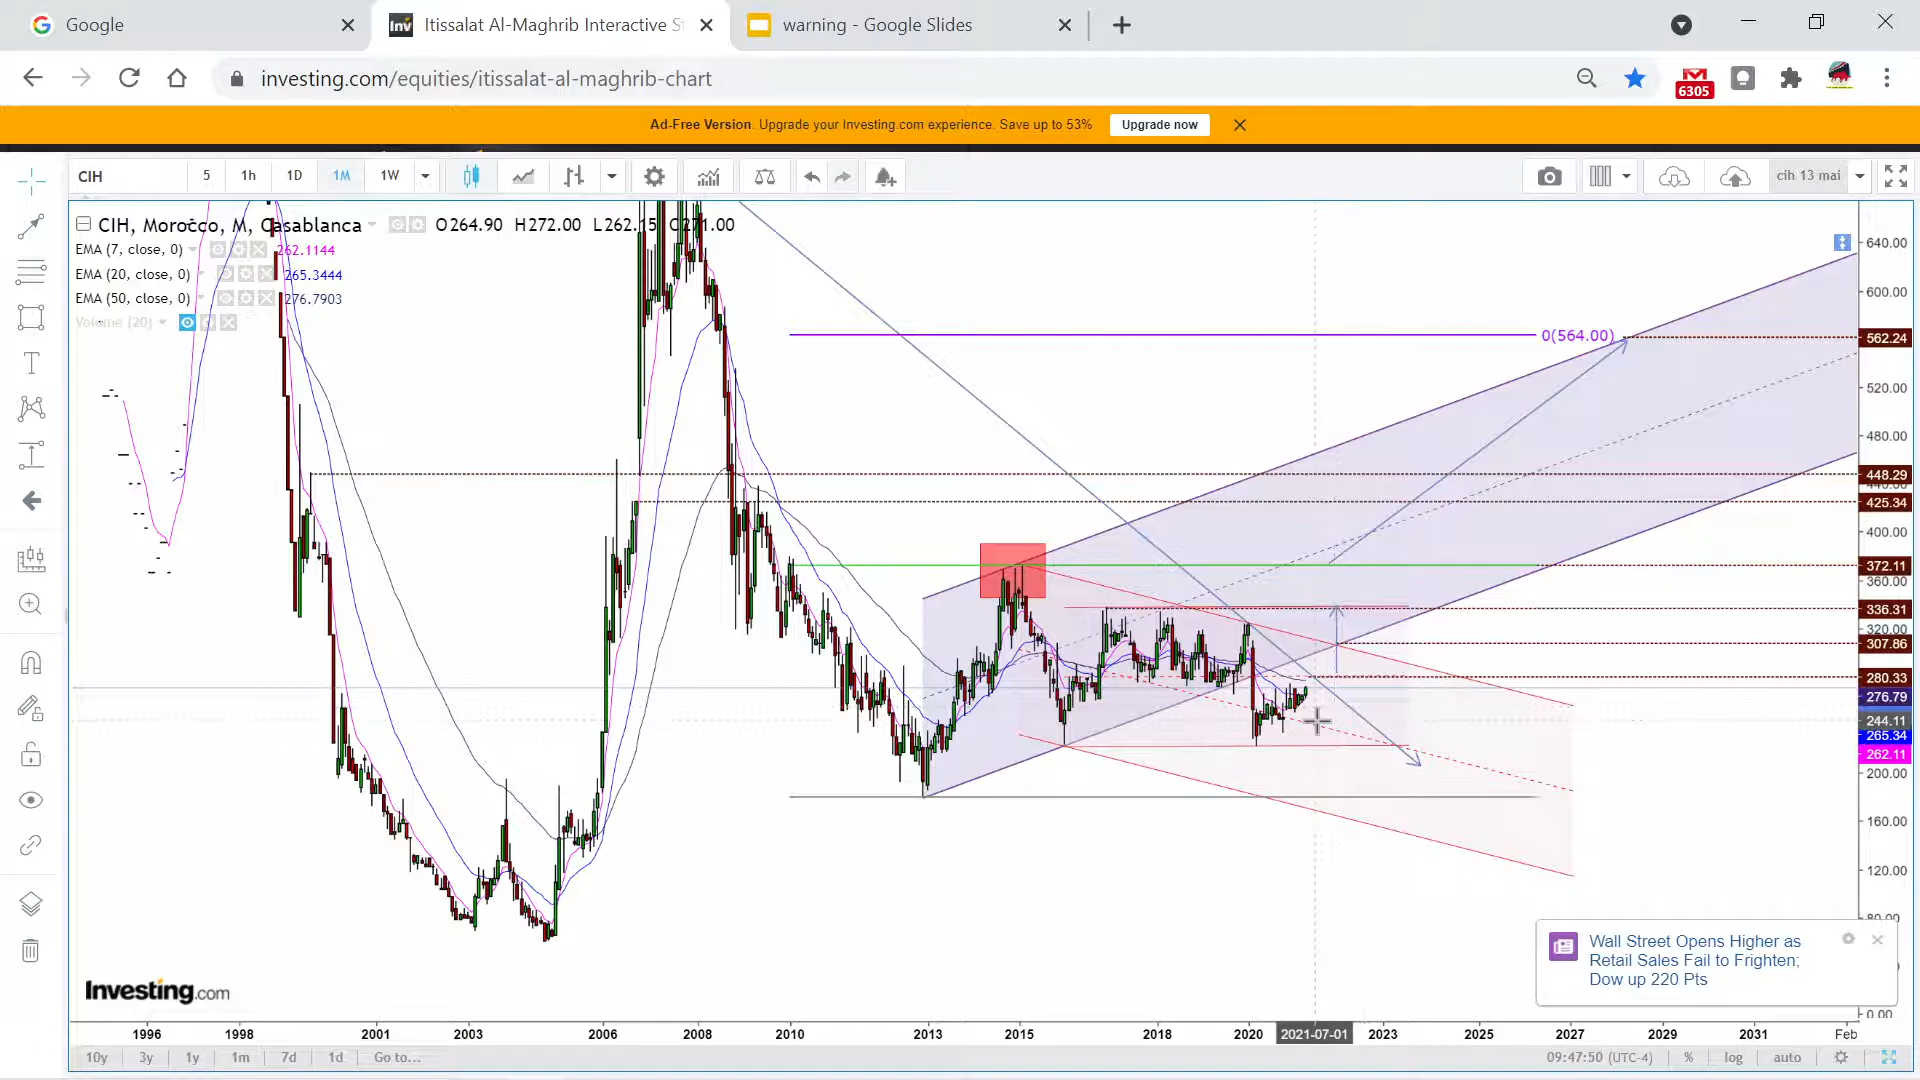 Google
Itissalat Al-Maghrib Interactive S
warning - Google Slides
investing.com/equities/itissalat-al-maghrib-chart
6305
Ad-Free Version. Upgrade your Investing.com experience. Save up to 53%
Upgrade now
CIH
5
1h
1D
1M
1W
cih 13 mai
CIH, Morocco, M, Casablanca
O264.90 H272.00 L262.15 C271.00
EMA (7, close, 0)
262.1144
EMA (20, close, 0)
265.3444
EMA (50, close, 0)
276.7903
Volume (20)
0(564.00)
640.00
600.00
562.24
520.00
480.00
448.29
440.00
425.34
400.00
372.11
360.00
336.31
320.00
307.86
280.33
276.79
244.11
265.34
262.11
200.00
160.00
120.00
80.00
0.00
Wall Street Opens Higher as
Retail Sales Fail to Frighten;
Dow up 220 Pts
Investing.com
1996
1998
2001
2003
2006
2008
2010
2013
2015
2018
2020
2021-07-01
2023
2025
2027
2029
2031
Feb
10y
3y
1y
1m
7d
1d
Go to...
09:47:50 (UTC-4)
%
log
auto